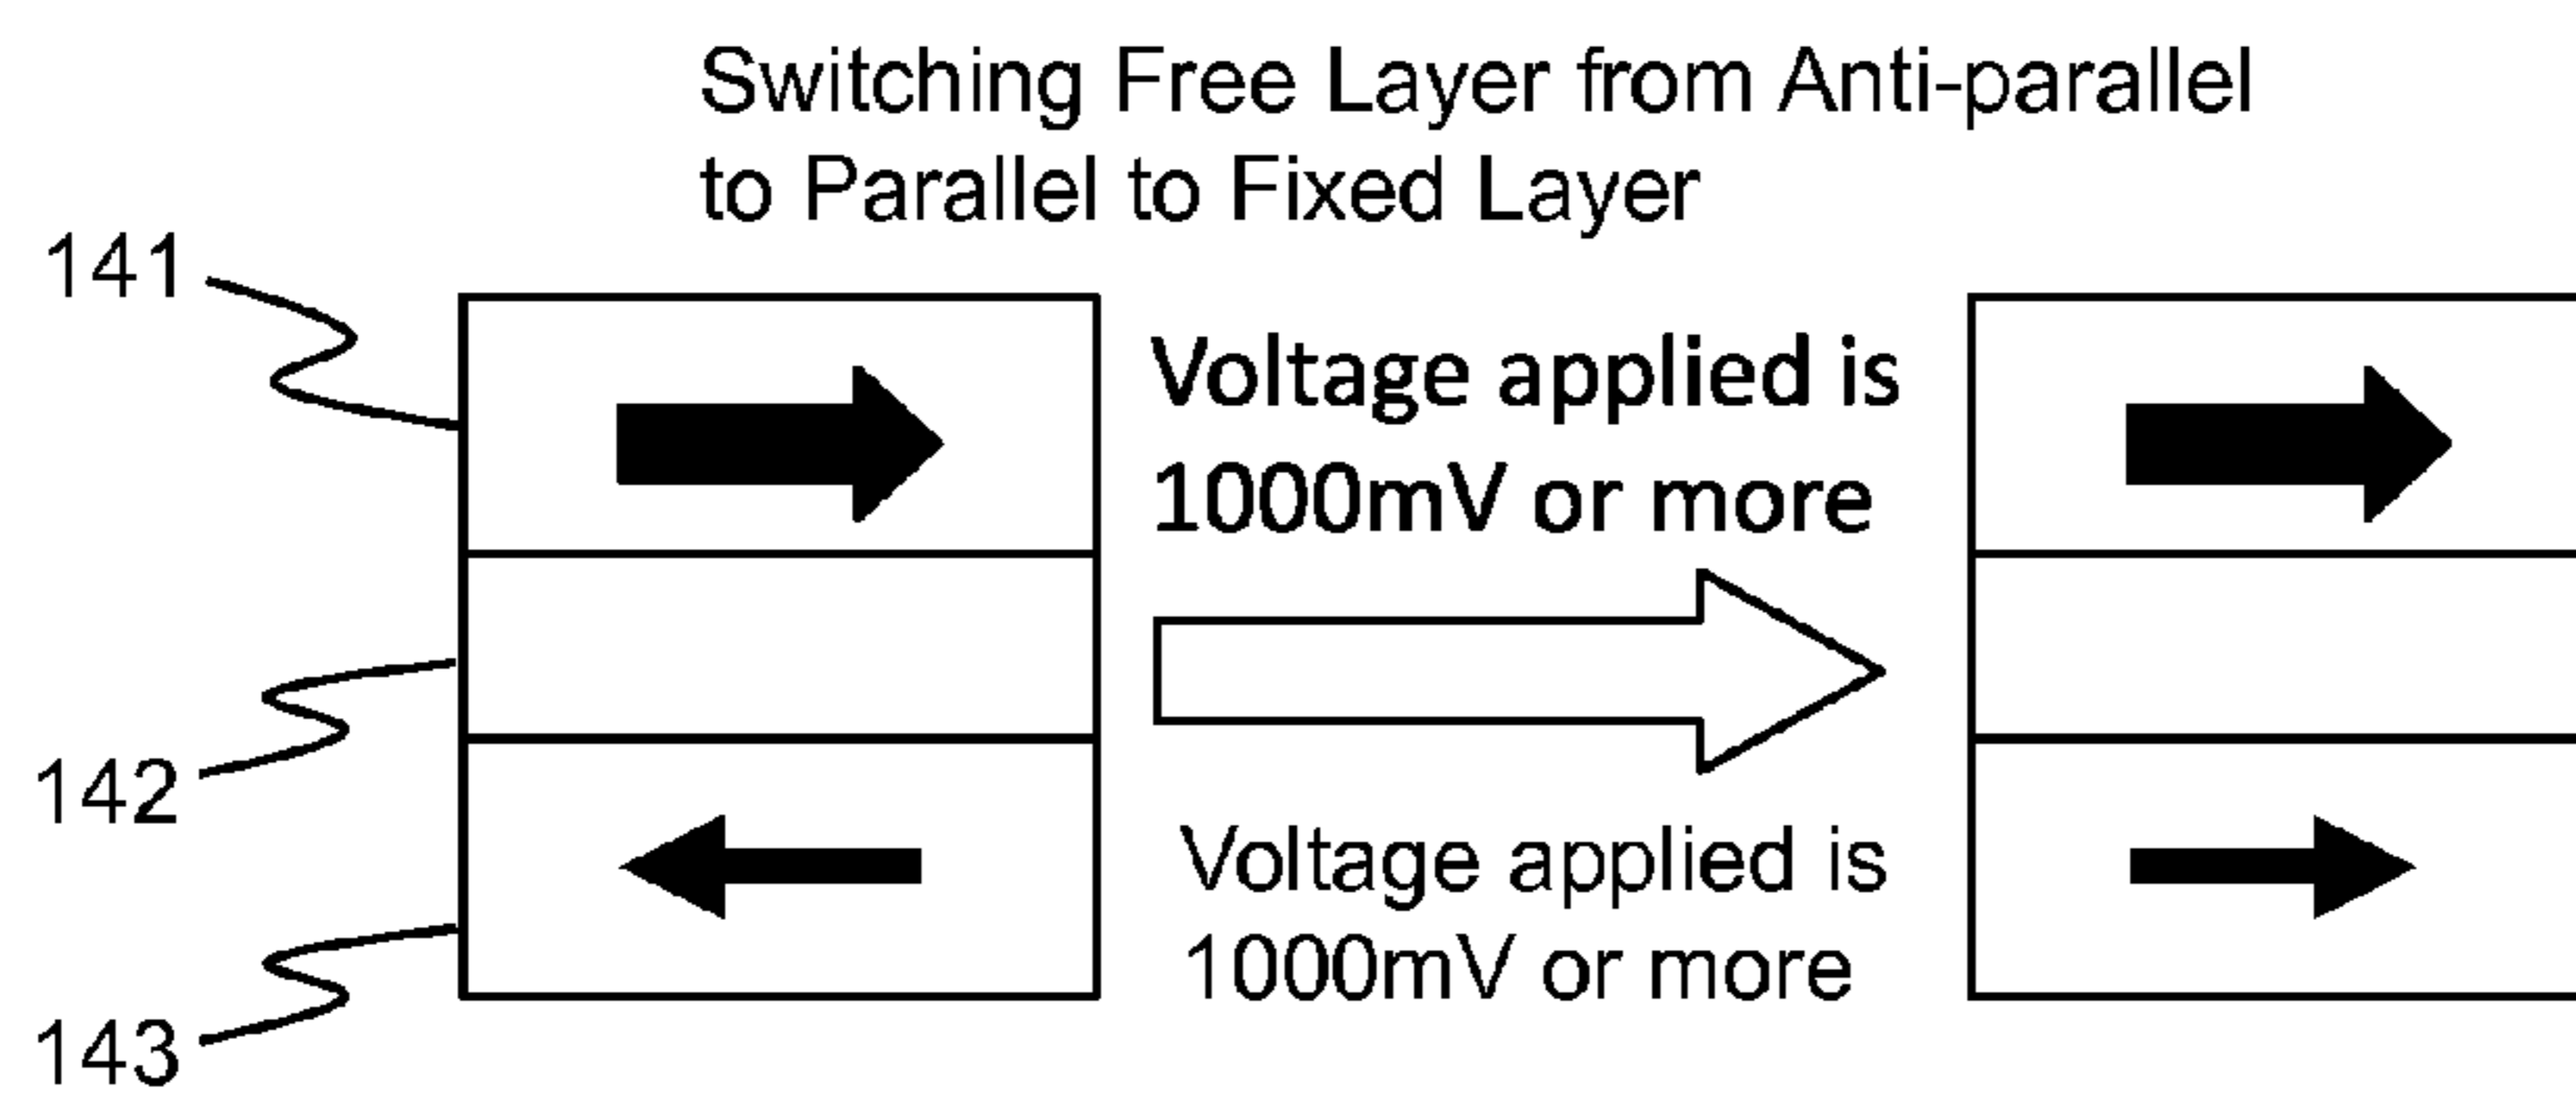 Switching Free Layer from Anti-parallel
to Parallel to Fixed Layer
141
Voltage applied is
1000mV or more
142
Voltage applied is
1000mV or more
143